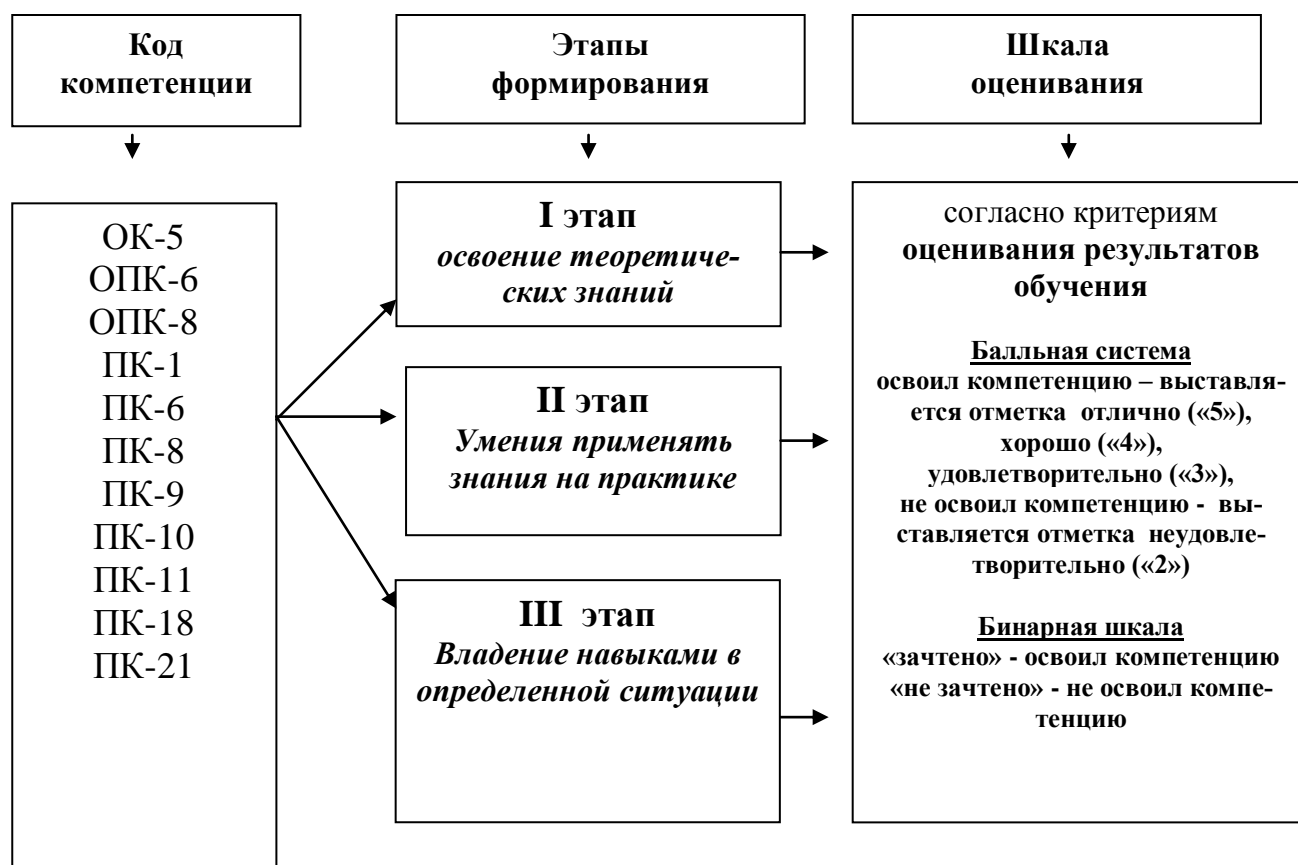 Код
компетенции
Этапы
формирования
Шкала
оценивания
ОК-5
ОПК-6
ОПК-8
ПК-1
ПК-6
ПК-8
ПК-9
ПК-10
ПК-11
ПК-18
ПК-21
I этап
освоение теоретиче-
ских знаний
II этап
Умения применять
знания на практике
III этап
Владение навыками в
определенной ситуации
согласно критериям
оценивания результатов
обучения
Балльная система
освоил компетенцию – выставля-
ется отметка отлично («5»),
хорошо («4»),
удовлетворительно («3»),
не освоил компетенцию - вы-
ставляется отметка неудовле-
творительно («2»)
Бинарная шкала
«зачтено» - освоил компетенцию
«не зачтено» - не освоил компе-
тенцию